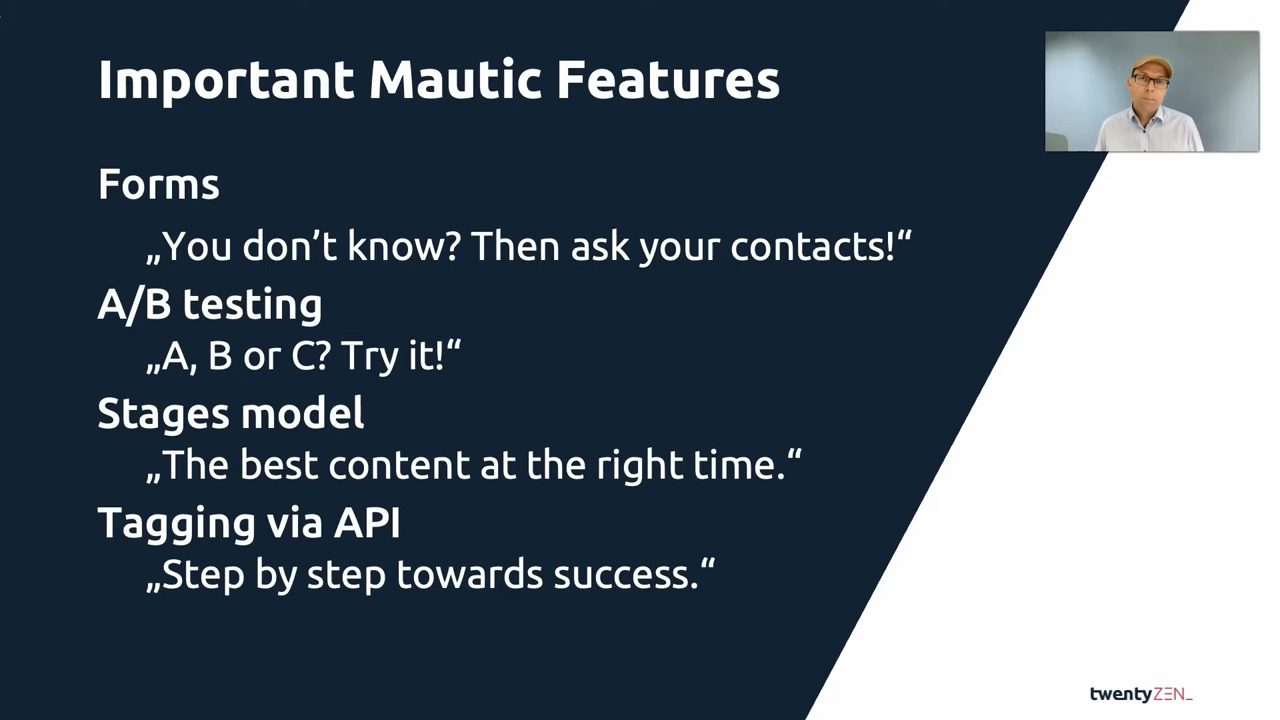 Important Mautic Features
Forms
„You don’t know? Then ask your contacts!“
A/B testing
„A, B or C? Try it!“
Stages model
„The best content at the right time.“
Tagging via API
„Step by step towards success.“
twentyZEN_